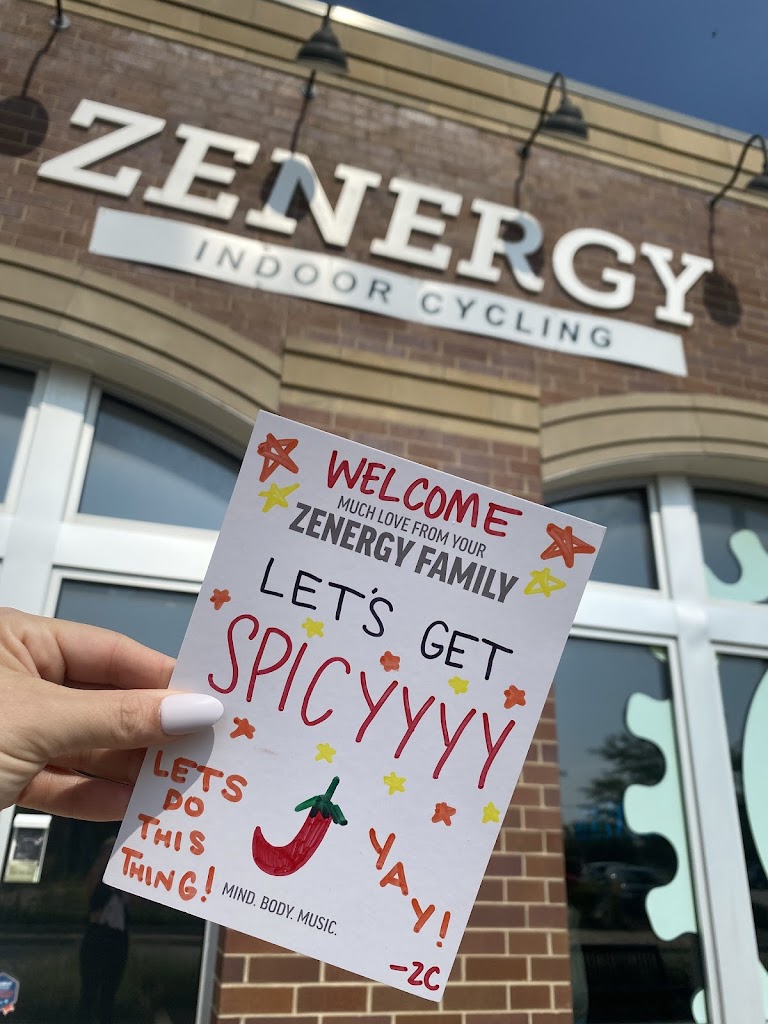 ZENERGY
INDOOR CYCLING
WELCOME
MUCH LOVE FROM YOUR
ZENERGY FAMILY
LET'S GET
SPICYYYY
LETS
DO
THIS
THING!
YAY!
MIND. BODY. MUSIC.
-2C